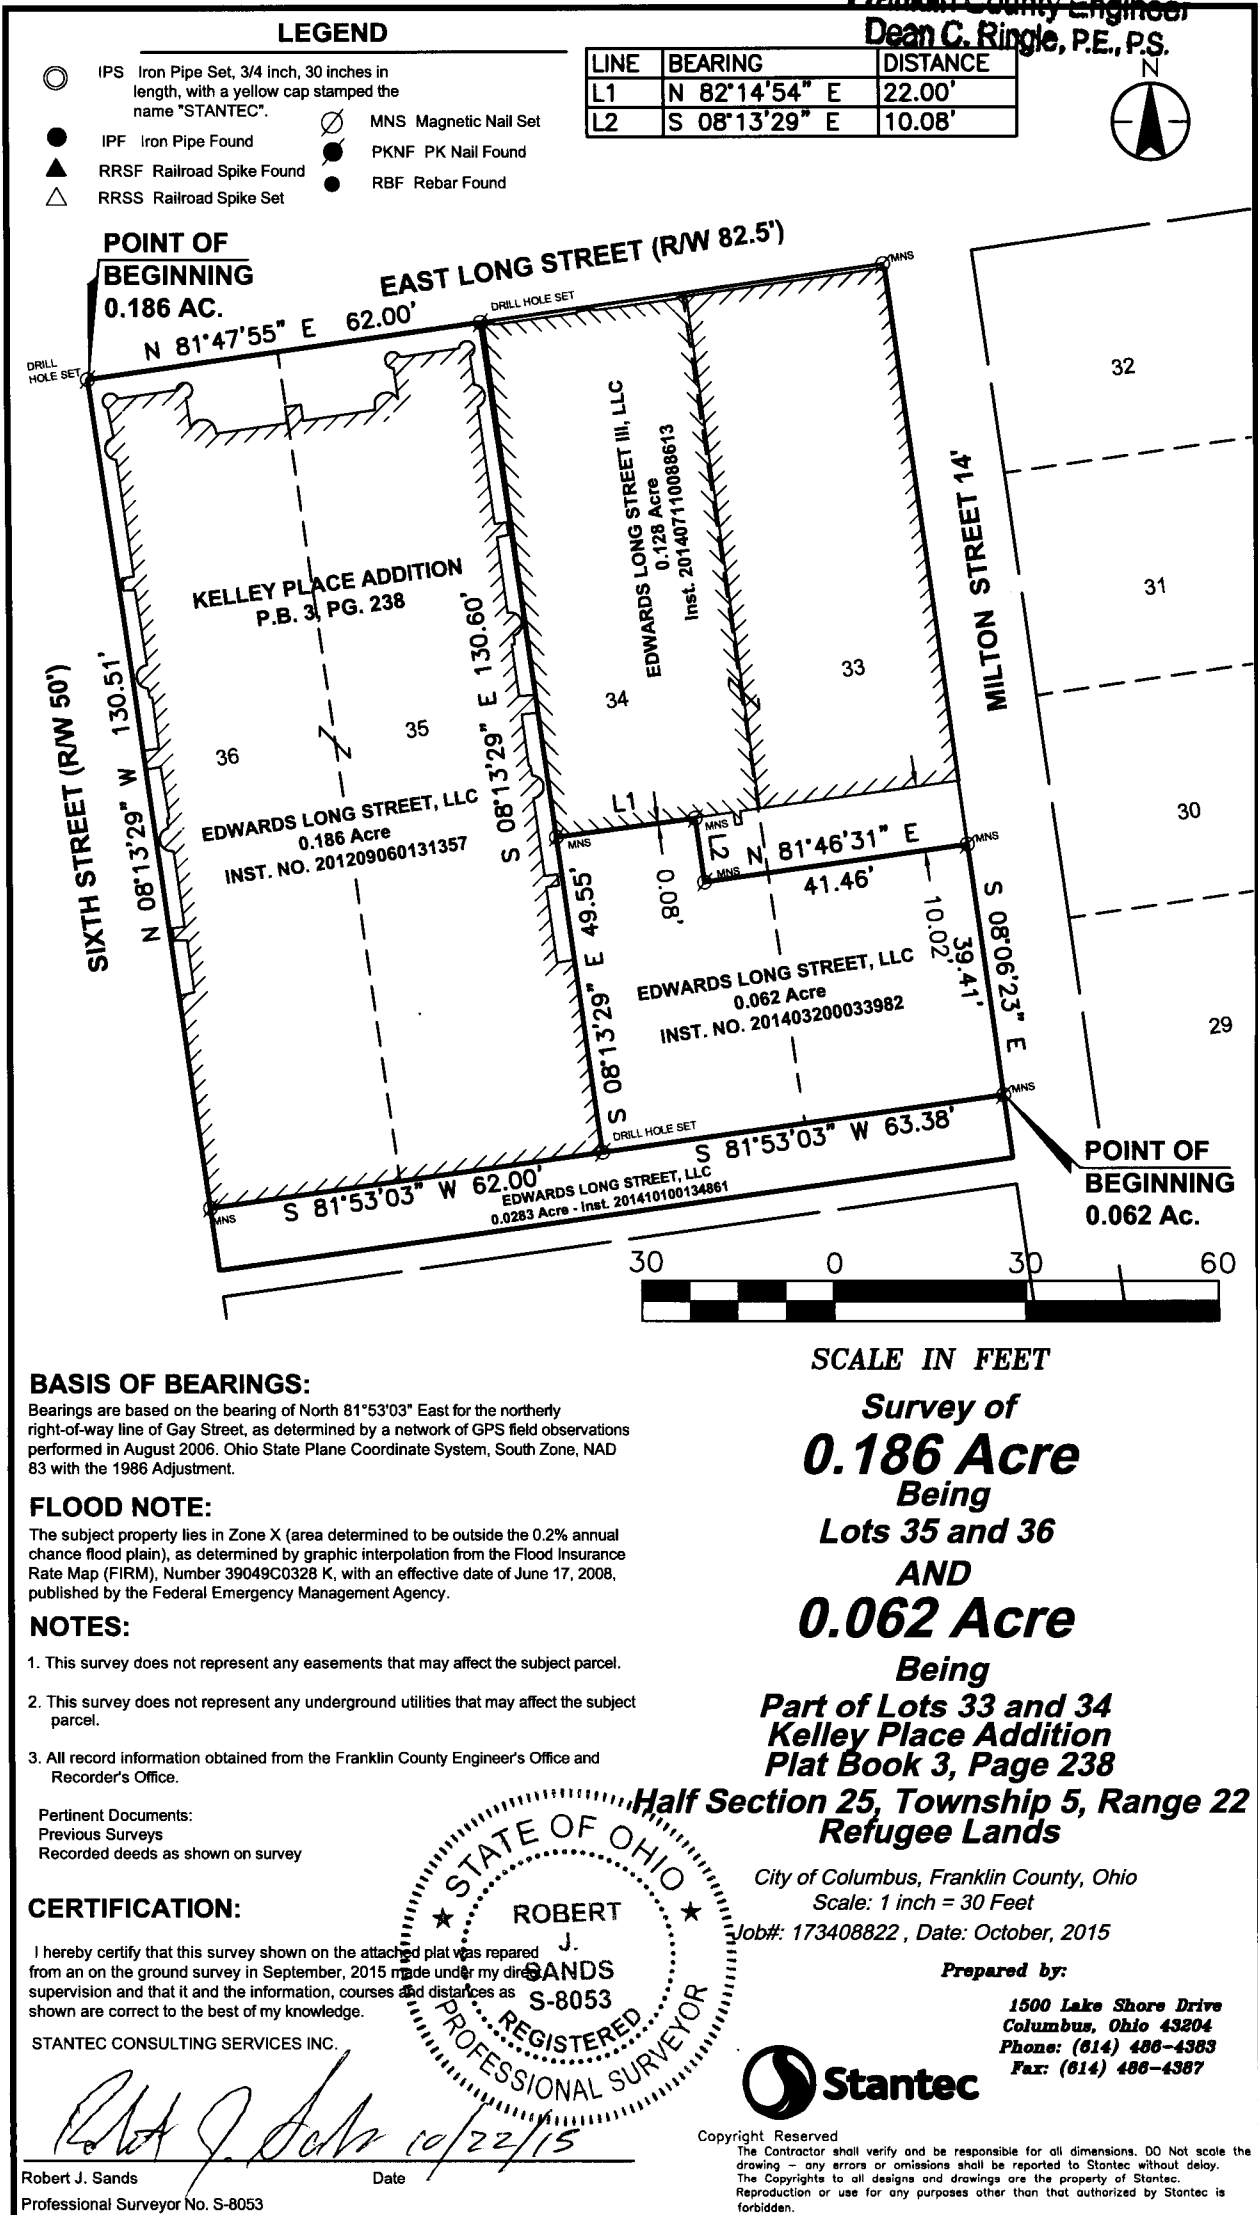 Franklin County Engineer
Dean C. Ringle, P.E., P.S.
LEGEND
IPS Iron Pipe Set, 3/4 inch, 30 inches in
length, with a yellow cap stamped the
name "STANTEC".
IPF Iron Pipe Found
RRSF Railroad Spike Found
RRSS Railroad Spike Set
MNS Magnetic Nail Set
PKNF PK Nail Found
RBF Rebar Found
LINE BEARING DISTANCE
L1 N 82°14'54" E 22.00'
L2 S 08°13'29" E 10.08'
N
POINT OF
BEGINNING
0.186 AC.
EAST LONG STREET (R/W 82.5')
MNS
DRILL HOLE SET
N 81°47'55" E 62.00'
DRILL
HOLE SET
32
EDWARDS LONG STREET III, LLC
0.128 Acre
Inst. 201407110088613
MILTON STREET 14'
KELLEY PLACE ADDITION
P.B. 3, PG. 238
31
S 08°13'29" E 130.60'
SIXTH STREET (R/W 50')
N 08°13'29" W 130.51'
33
34
35
36
Z
Z
30
EDWARDS LONG STREET, LLC
0.186 Acre
INST. NO. 201209060131357
L1
MNS
MNS
L2
MNS
N 81°46'31" E
41.46'
MNS
0.08'
10.02'
S 08°13'29" E 49.55'
S 08°06'23" E
39.41'
EDWARDS LONG STREET, LLC
0.062 Acre
INST. NO. 201403200033982
29
MNS
DRILL HOLE SET
S 81°53'03" W 63.38'
POINT OF
BEGINNING
0.062 Ac.
S 81°53'03" W 62.00'
MNS
EDWARDS LONG STREET, LLC
0.0283 Acre - Inst. 201410100134861
30 0 30 60
SCALE IN FEET
BASIS OF BEARINGS:
Bearings are based on the bearing of North 81°53'03" East for the northerly
right-of-way line of Gay Street, as determined by a network of GPS field observations
performed in August 2006. Ohio State Plane Coordinate System, South Zone, NAD
83 with the 1986 Adjustment.
FLOOD NOTE:
The subject property lies in Zone X (area determined to be outside the 0.2% annual
chance flood plain), as determined by graphic interpolation from the Flood Insurance
Rate Map (FIRM), Number 39049C0328 K, with an effective date of June 17, 2008,
published by the Federal Emergency Management Agency.
NOTES:
1. This survey does not represent any easements that may affect the subject parcel.
2. This survey does not represent any underground utilities that may affect the subject
parcel.
3. All record information obtained from the Franklin County Engineer's Office and
Recorder's Office.
Pertinent Documents:
Previous Surveys
Recorded deeds as shown on survey
CERTIFICATION:
I hereby certify that this survey shown on the attached plat was repared
from an on the ground survey in September, 2015 made under my direct
supervision and that it and the information, courses and distances as
shown are correct to the best of my knowledge.
STANTEC CONSULTING SERVICES INC.
Robert J. Sands 10/22/15
Robert J. Sands Date
Professional Surveyor No. S-8053
STATE OF OHIO
ROBERT
J.
SANDS
S-8053
REGISTERED
PROFESSIONAL SURVEYOR
Survey of
0.186 Acre
Being
Lots 35 and 36
AND
0.062 Acre
Being
Part of Lots 33 and 34
Kelley Place Addition
Plat Book 3, Page 238
Half Section 25, Township 5, Range 22
Refugee Lands
City of Columbus, Franklin County, Ohio
Scale: 1 inch = 30 Feet
Job#: 173408822 , Date: October, 2015
Prepared by:
1500 Lake Shore Drive
Columbus, Ohio 43204
Phone: (614) 486-4383
Fax: (614) 486-4387
Stantec
Copyright Reserved
The Contractor shall verify and be responsible for all dimensions. DO Not scale the
drawing - any errors or omissions shall be reported to Stantec without delay.
The Copyrights to all designs and drawings are the property of Stantec.
Reproduction or use for any purposes other than that authorized by Stantec is
forbidden.